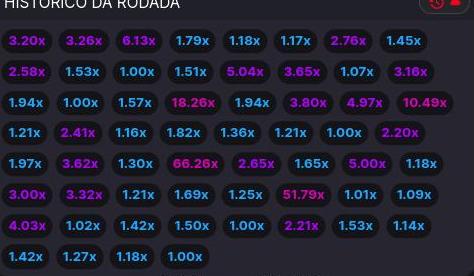 HISTÓRICO DA RODADA
3.20x 3.26x 6.13x 1.79x 1.18x 1.17x 2.76x 1.45x
2.58x 1.53x 1.00x 1.51x 5.04x 3.65x 1.07x 3.16x
1.94x 1.00x 1.57x 18.26x 1.94x 3.80x 4.97x 10.49x
1.21x 2.41x 1.16x 1.82x 1.36x 1.21x 1.00x 2.20x
1.97x 3.62x 1.30x 66.26x 2.65x 1.65x 5.00x 1.18x
3.00x 3.32x 1.21x 1.69x 1.25x 51.79x 1.01x 1.09x
4.03x 1.02x 1.42x 1.50x 1.00x 2.21x 1.53x 1.14x
1.42x 1.27x 1.18x 1.00x